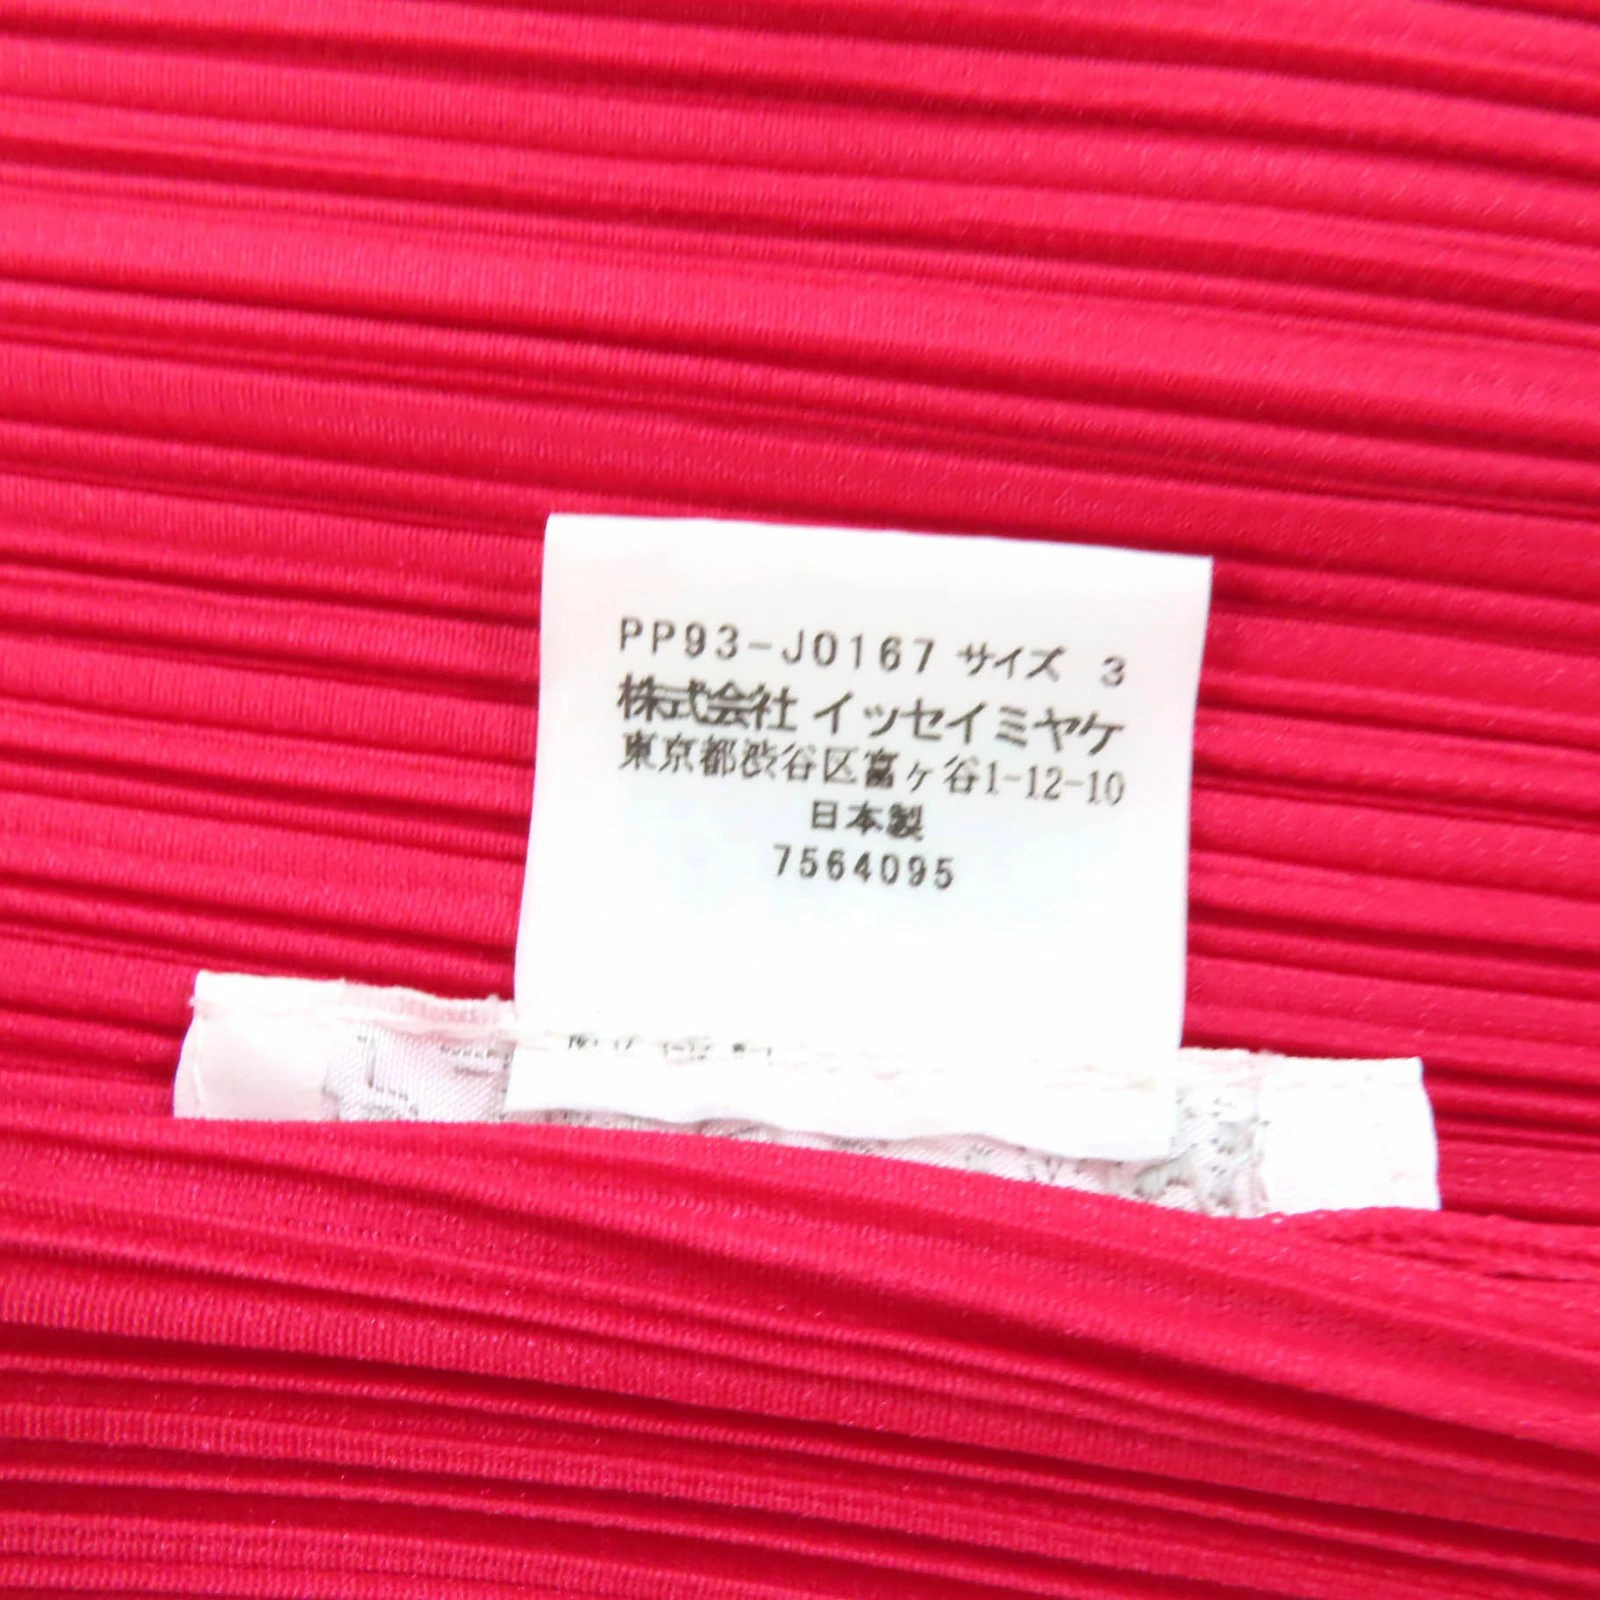 PP93-J0167 サイズ 3
株式会社 イッセイミヤケ
東京都渋谷区富ヶ谷1-12-10
日本製
7564095